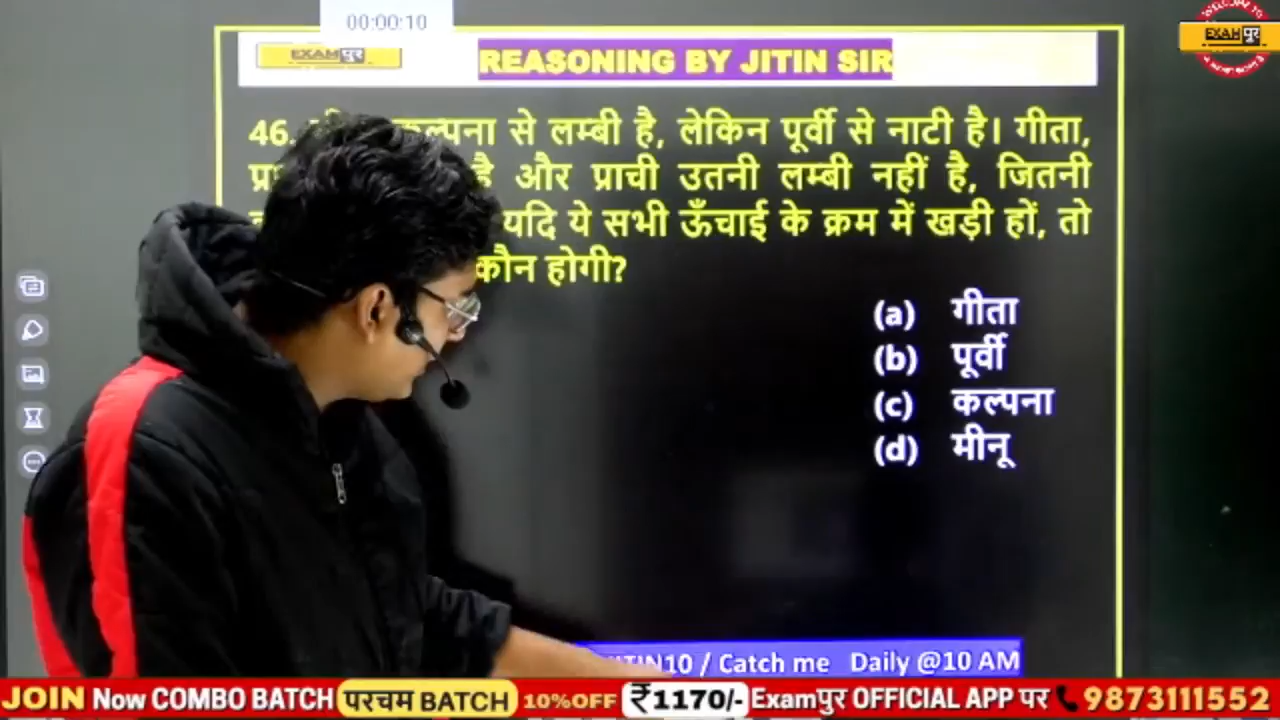 00:00:10
WELCOME TO
EXAMपुर
EXAMपुर
REASONING BY JITIN SIR
46. कल्पना से लम्बी है, लेकिन पूर्वी से नाटी है। गीता,
है और प्राची उतनी लम्बी नहीं है, जितनी
यदि ये सभी ऊँचाई के क्रम में खड़ी हों, तो
कौन होगी?
(a) गीता
(b) पूर्वी
(c) कल्पना
(d) मीनू
/ Catch me Daily @10 AM
JOIN Now COMBO BATCH परचम BATCH 10%OFF ₹1170/- Examपुर OFFICIAL APP पर 9873111552